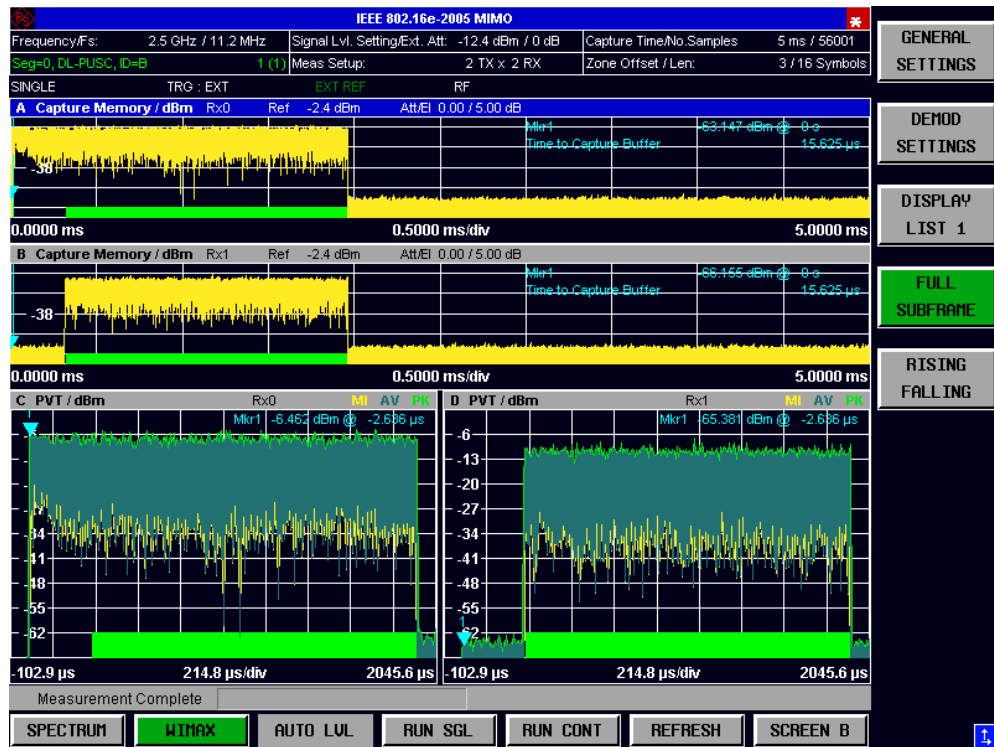 IEEE 802.16e-2005 MIMO
Frequency/Fs: 2.5 GHz / 11.2 MHz Signal Lvl. Setting/Ext. Att: -12.4 dBm / 0 dB Capture Time/No.Samples 5 ms / 56001
Seg=0, DL-PUSC, ID=B 1 (1) Meas Setup: 2 TX × 2 RX Zone Offset / Len: 3 / 16 Symbols
SINGLE TRG : EXT EXT REF RF
A Capture Memory / dBm Rx0 Ref -2.4 dBm Att/El 0.00 / 5.00 dB
Mkr1 -63.147 dBm @ 0 s
Time to Capture Buffer 15.625 µs
-38
0.0000 ms 0.5000 ms/div 5.0000 ms
B Capture Memory / dBm Rx1 Ref -2.4 dBm Att/El 0.00 / 5.00 dB
Mkr1 -66.155 dBm @ 0 s
Time to Capture Buffer 15.625 µs
-38
0.0000 ms 0.5000 ms/div 5.0000 ms
C PVT / dBm Rx0 MI AV PK
1 Mkr1 -6.462 dBm @ -2.686 µs
-34
-41
-48
-55
-62
-102.9 µs 214.8 µs/div 2045.6 µs
D PVT / dBm Rx1 MI AV PK
Mkr1 -65.381 dBm @ -2.686 µs
-6
-13
-20
-27
-34
-41
-48
-55
-62
1
-102.9 µs 214.8 µs/div 2045.6 µs
Measurement Complete
SPECTRUM WIMAX AUTO LVL RUN SGL RUN CONT REFRESH SCREEN B
GENERAL
SETTINGS
DEMOD
SETTINGS
DISPLAY
LIST 1
FULL
SUBFRAME
RISING
FALLING